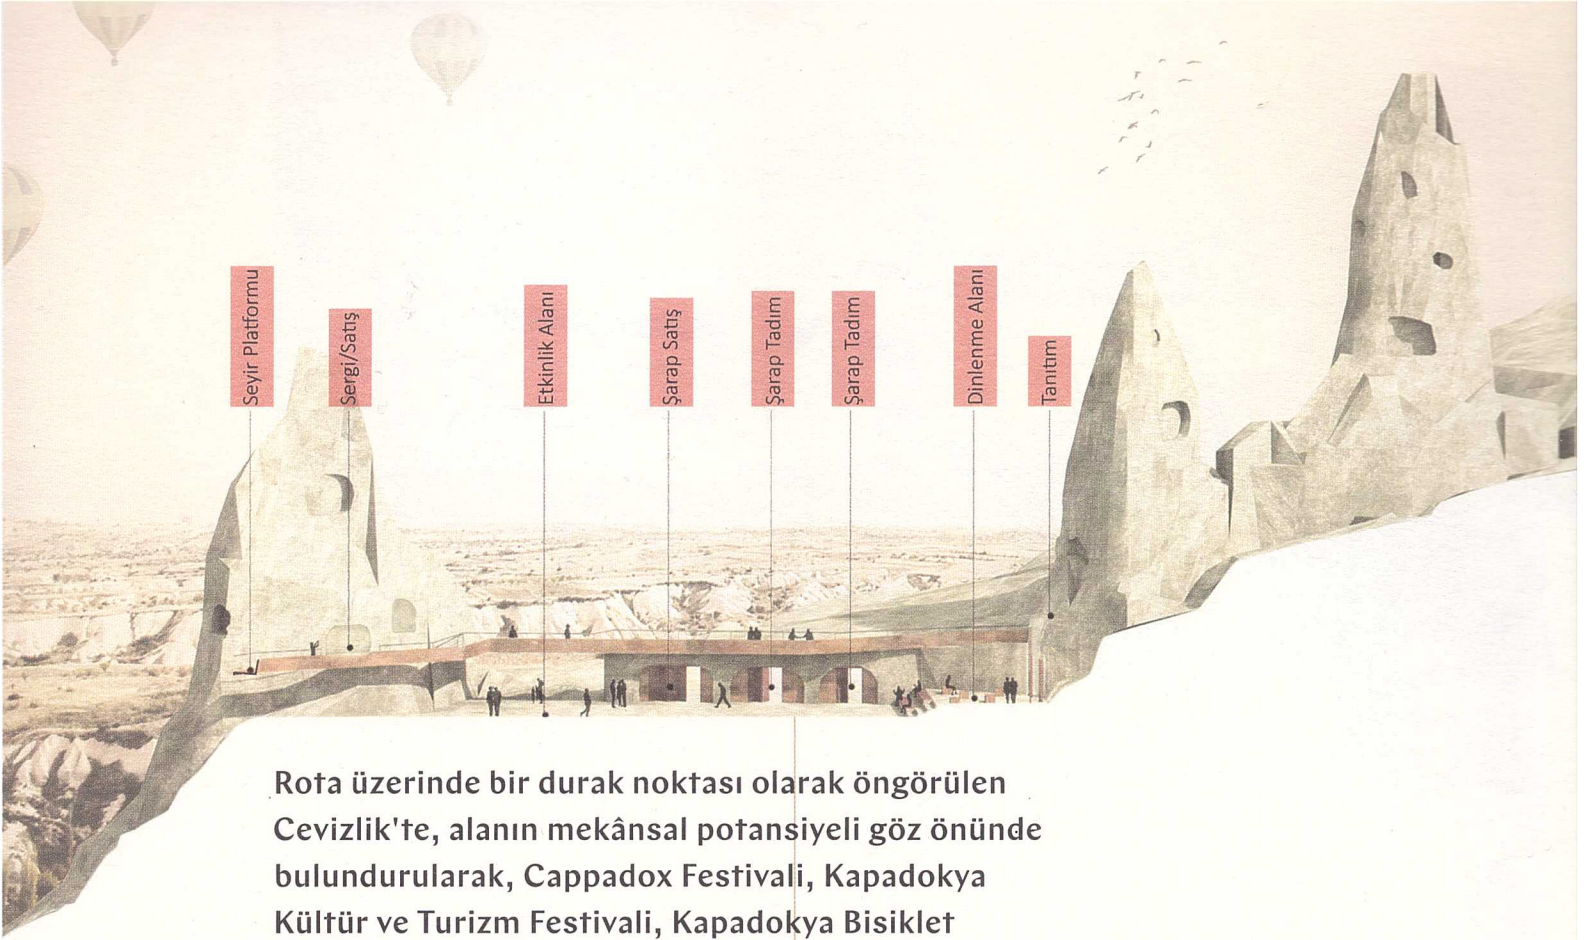 Seyir Platformu
Sergi/Satış
Etkinlik Alanı
Şarap Satış
Şarap Tadım
Şarap Tadım
Dinlenme Alanı
Tanıtım
Rota üzerinde bir durak noktası olarak öngörülen
Cevizlik'te, alanın mekânsal potansiyeli göz önünde
bulundurularak, Cappadox Festivali, Kapadokya
Kültür ve Turizm Festivali, Kapadokya Bisiklet